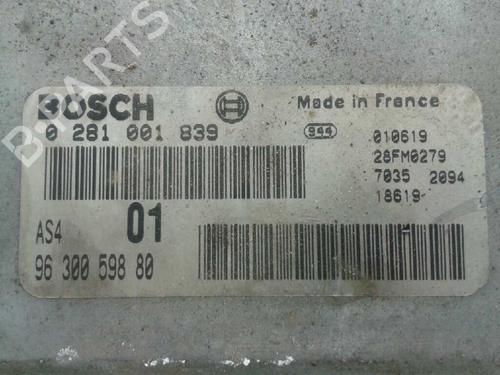 B-PARTS
BOSCH
Made in France
0 281 001 839
944
010619
28FM0279
7035 2094
18619-
AS4 01
96 300 598 80